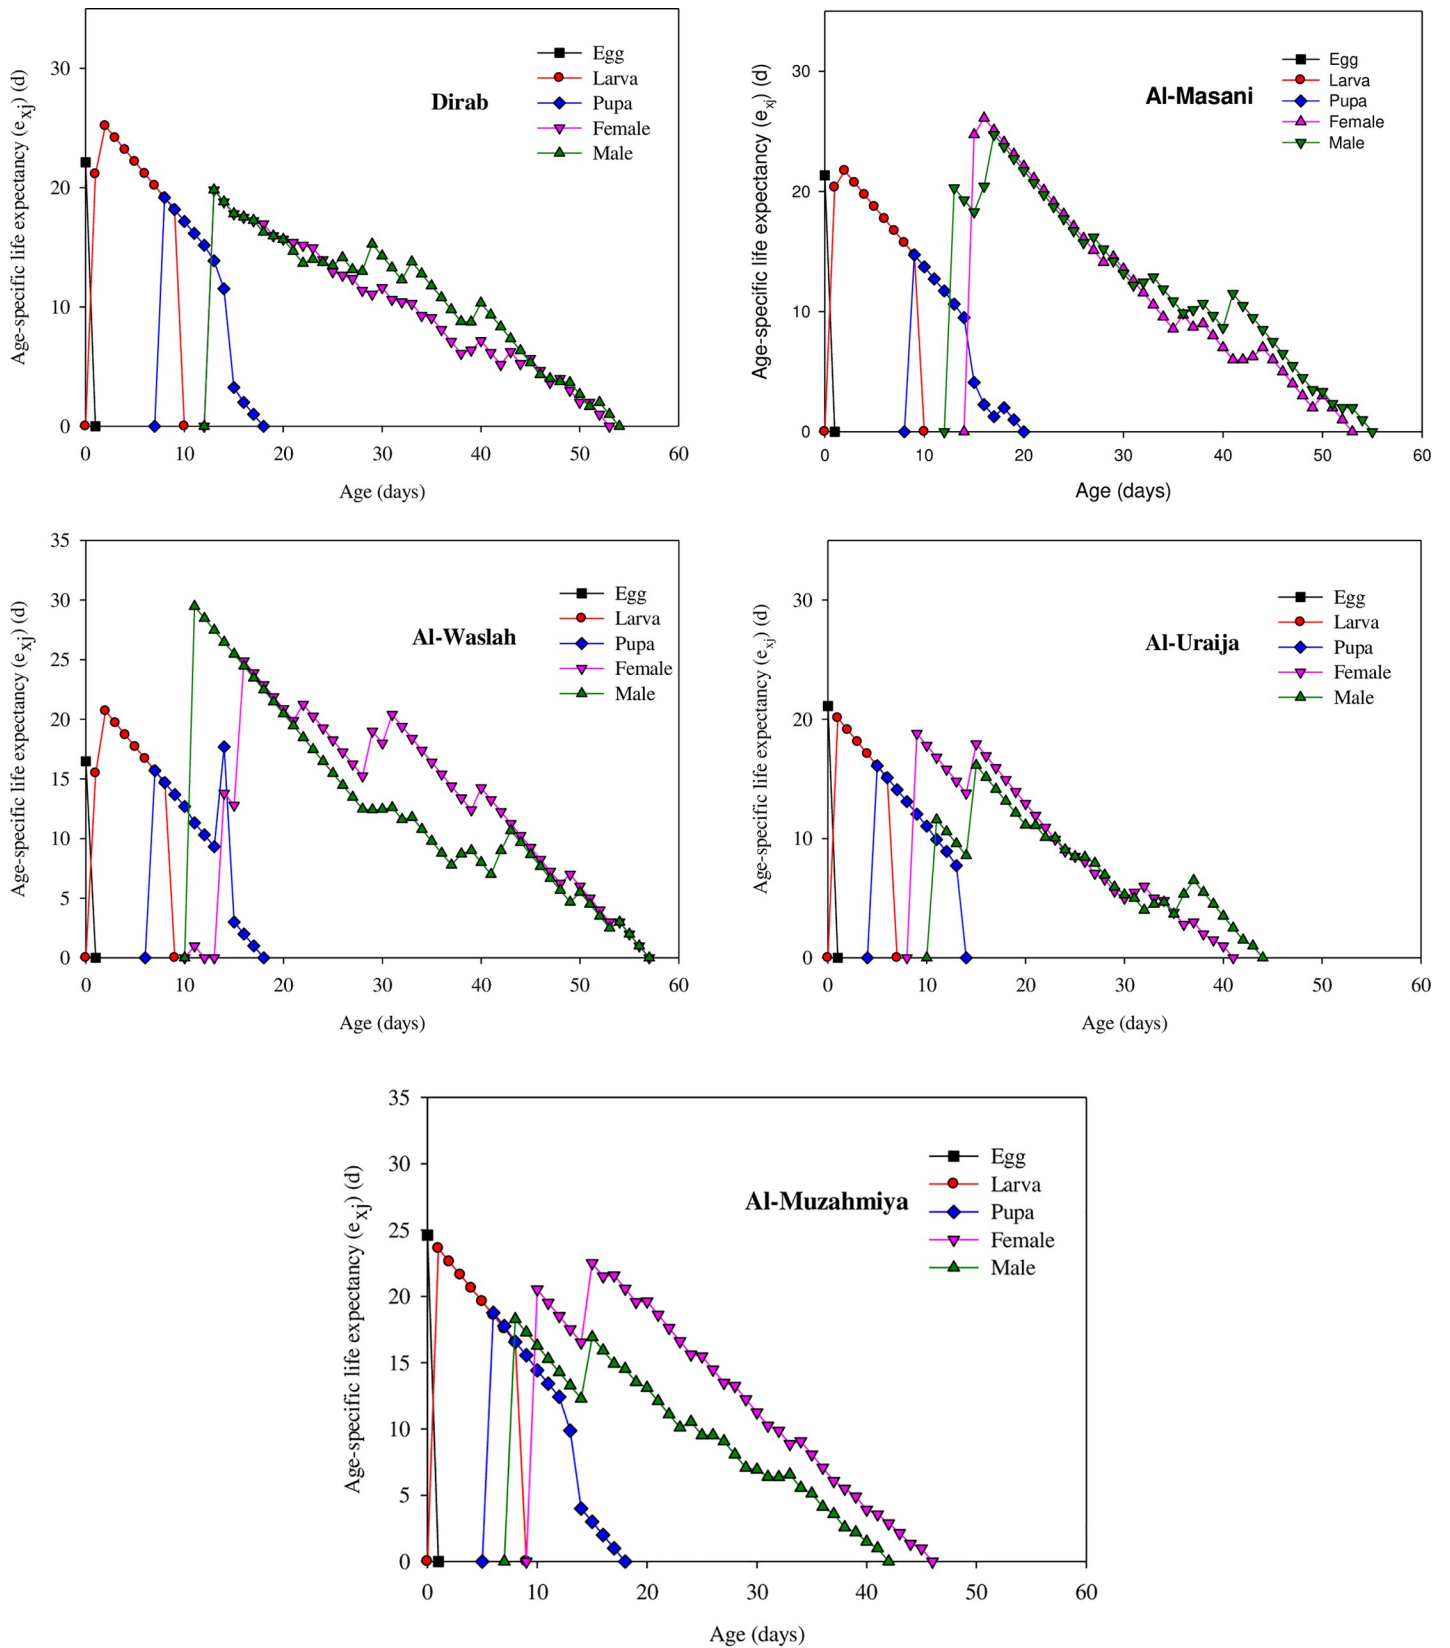 Age-specific life expectancy (exj) (d)
30
20
10
0
Dirab
Egg
Larva
Pupa
Female
Male
0 10 20 30 40 50 60
Age (days)
Age-specific life expectancy (exj) (d)
30
20
10
0
Al-Masani
Egg
Larva
Pupa
Female
Male
0 10 20 30 40 50 60
Age (days)
Age-specific life expectancy (exj) (d)
35
30
25
20
15
10
5
0
Al-Waslah
Egg
Larva
Pupa
Female
Male
0 10 20 30 40 50 60
Age (days)
Age-specific life expectancy (exj) (d)
30
20
10
0
Al-Uraija
Egg
Larva
Pupa
Female
Male
0 10 20 30 40 50 60
Age (days)
Age-specific life expectancy (exj) (d)
35
30
25
20
15
10
5
0
Al-Muzahmiya
Egg
Larva
Pupa
Female
Male
0 10 20 30 40 50 60
Age (days)